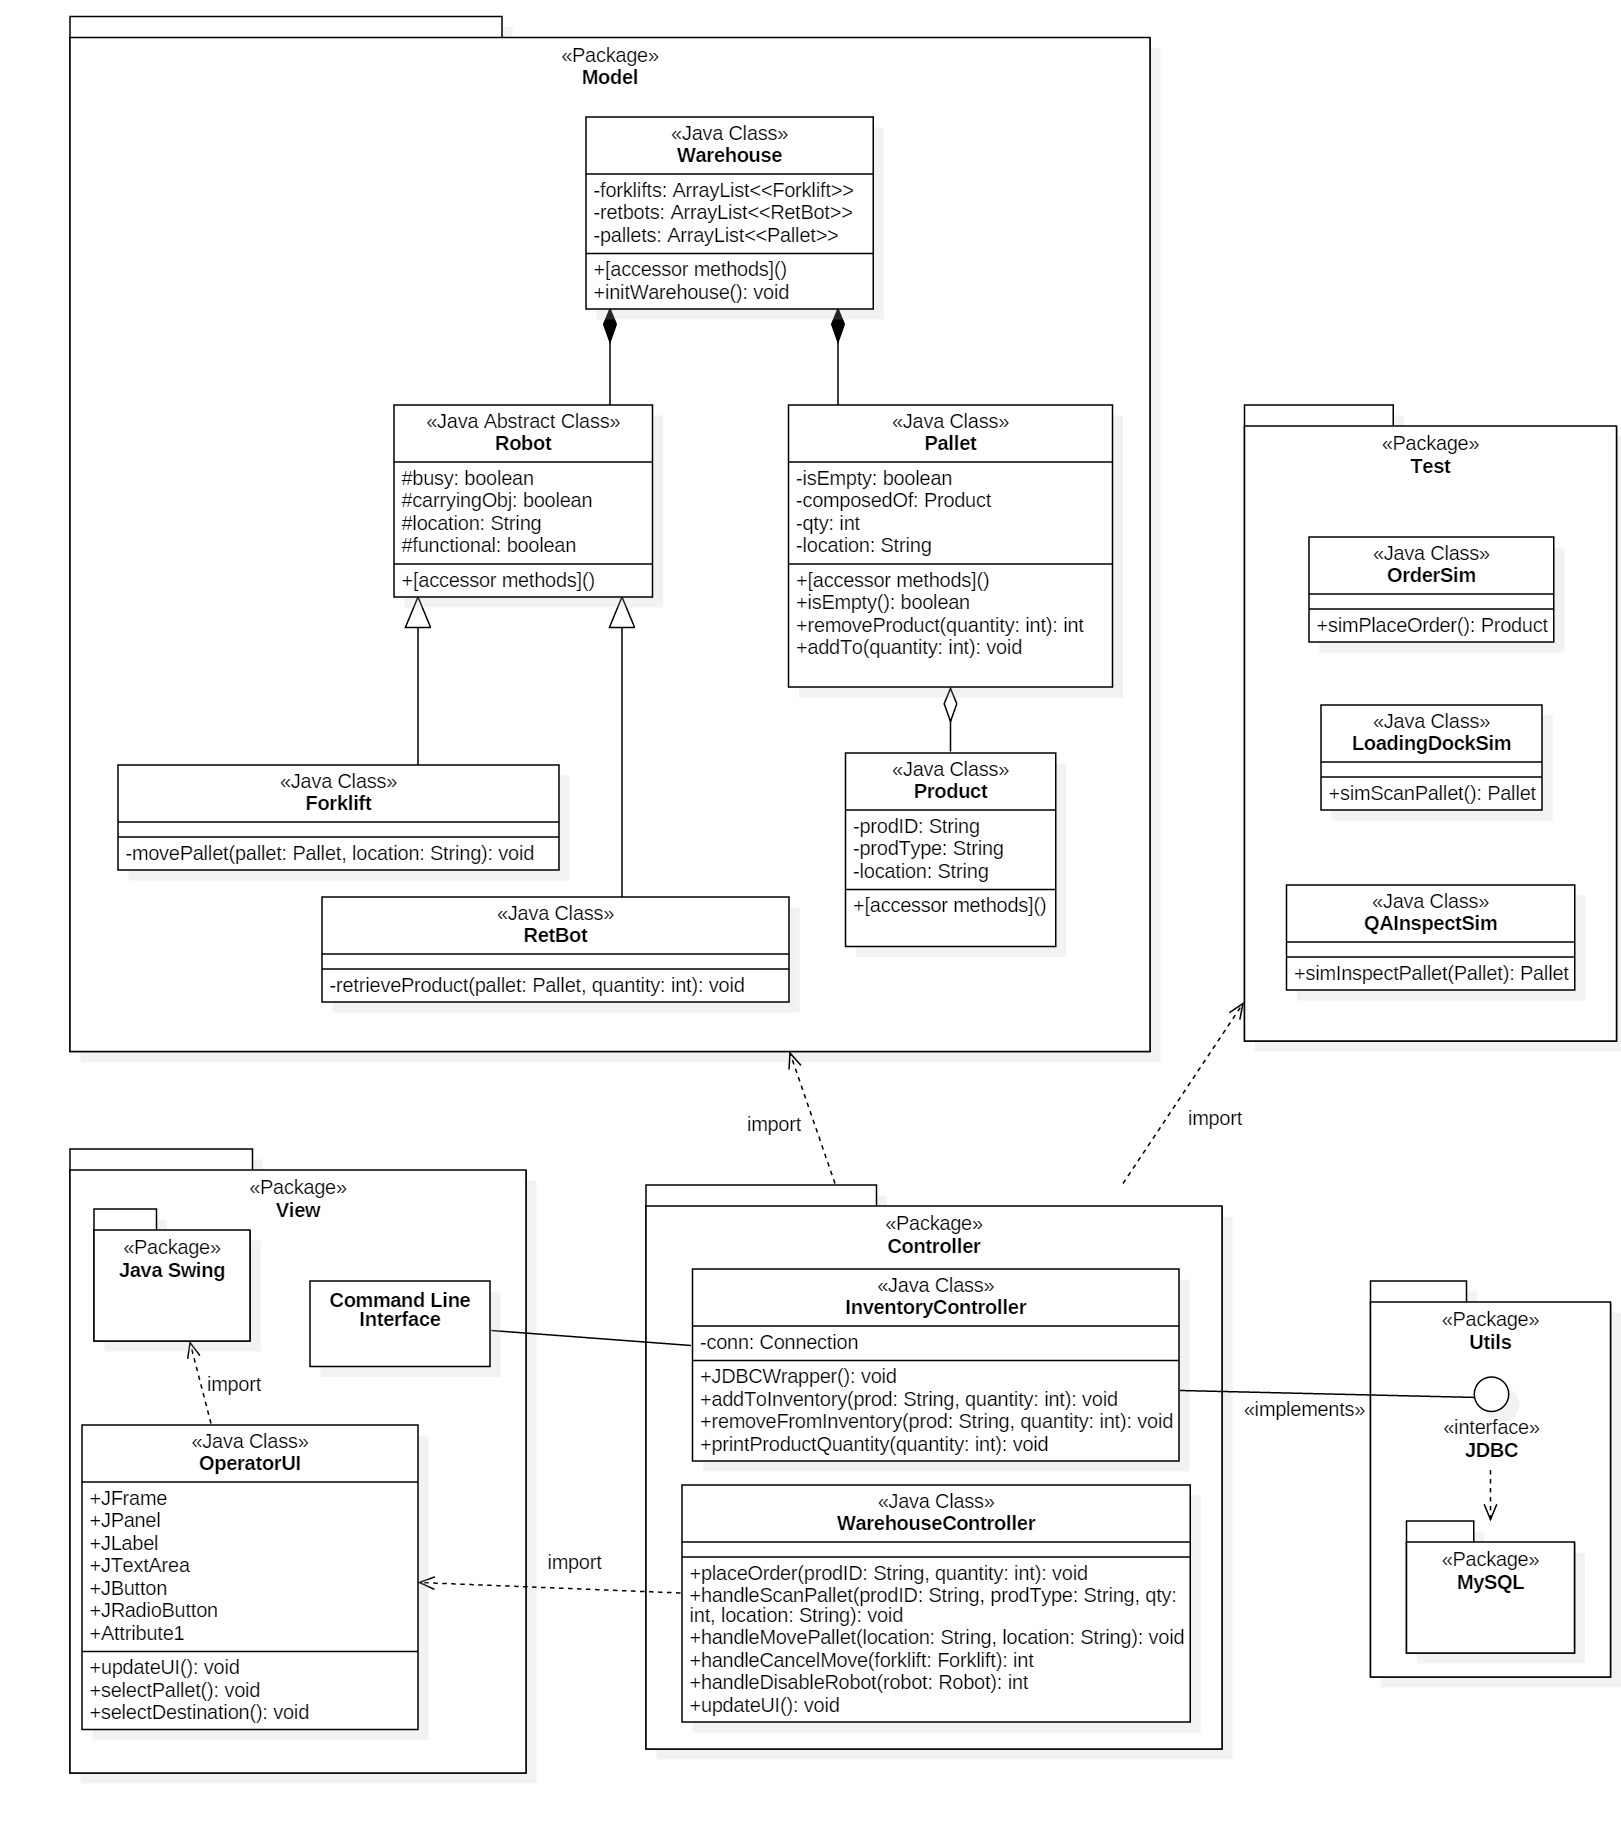 «Package»
Model
«Java Class»
Warehouse
-forklifts: ArrayList<<Forklift>>
-retbots: ArrayList<<RetBot>>
-pallets: ArrayList<<Pallet>>
+[accessor methods]()
+initWarehouse(): void
«Java Abstract Class»
Robot
#busy: boolean
#carryingObj: boolean
#location: String
#functional: boolean
+[accessor methods]()
«Java Class»
Pallet
-isEmpty: boolean
-composedOf: Product
-qty: int
-location: String
+[accessor methods]()
+isEmpty(): boolean
+removeProduct(quantity: int): int
+addTo(quantity: int): void
«Java Class»
Forklift
-movePallet(pallet: Pallet, location: String): void
«Java Class»
RetBot
-retrieveProduct(pallet: Pallet, quantity: int): void
«Java Class»
Product
-prodID: String
-prodType: String
-location: String
+[accessor methods]()
«Package»
Test
«Java Class»
OrderSim
+simPlaceOrder(): Product
«Java Class»
LoadingDockSim
+simScanPallet(): Pallet
«Java Class»
QAInspectSim
+simInspectPallet(Pallet): Pallet
import
import
«Package»
View
«Package»
Java Swing
Command Line
Interface
import
«Java Class»
OperatorUI
+JFrame
+JPanel
+JLabel
+JTextArea
+JButton
+JRadioButton
+Attribute1
+updateUI(): void
+selectPallet(): void
+selectDestination(): void
import
«Package»
Controller
«Java Class»
InventoryController
-conn: Connection
+JDBCWrapper(): void
+addToInventory(prod: String, quantity: int): void
+removeFromInventory(prod: String, quantity: int): void
+printProductQuantity(quantity: int): void
«Java Class»
WarehouseController
+placeOrder(prodID: String, quantity: int): void
+handleScanPallet(prodID: String, prodType: String, qty:
int, location: String): void
+handleMovePallet(location: String, location: String): void
+handleCancelMove(forklift: Forklift): int
+handleDisableRobot(robot: Robot): int
+updateUI(): void
«implements»
«Package»
Utils
«interface»
JDBC
«Package»
MySQL